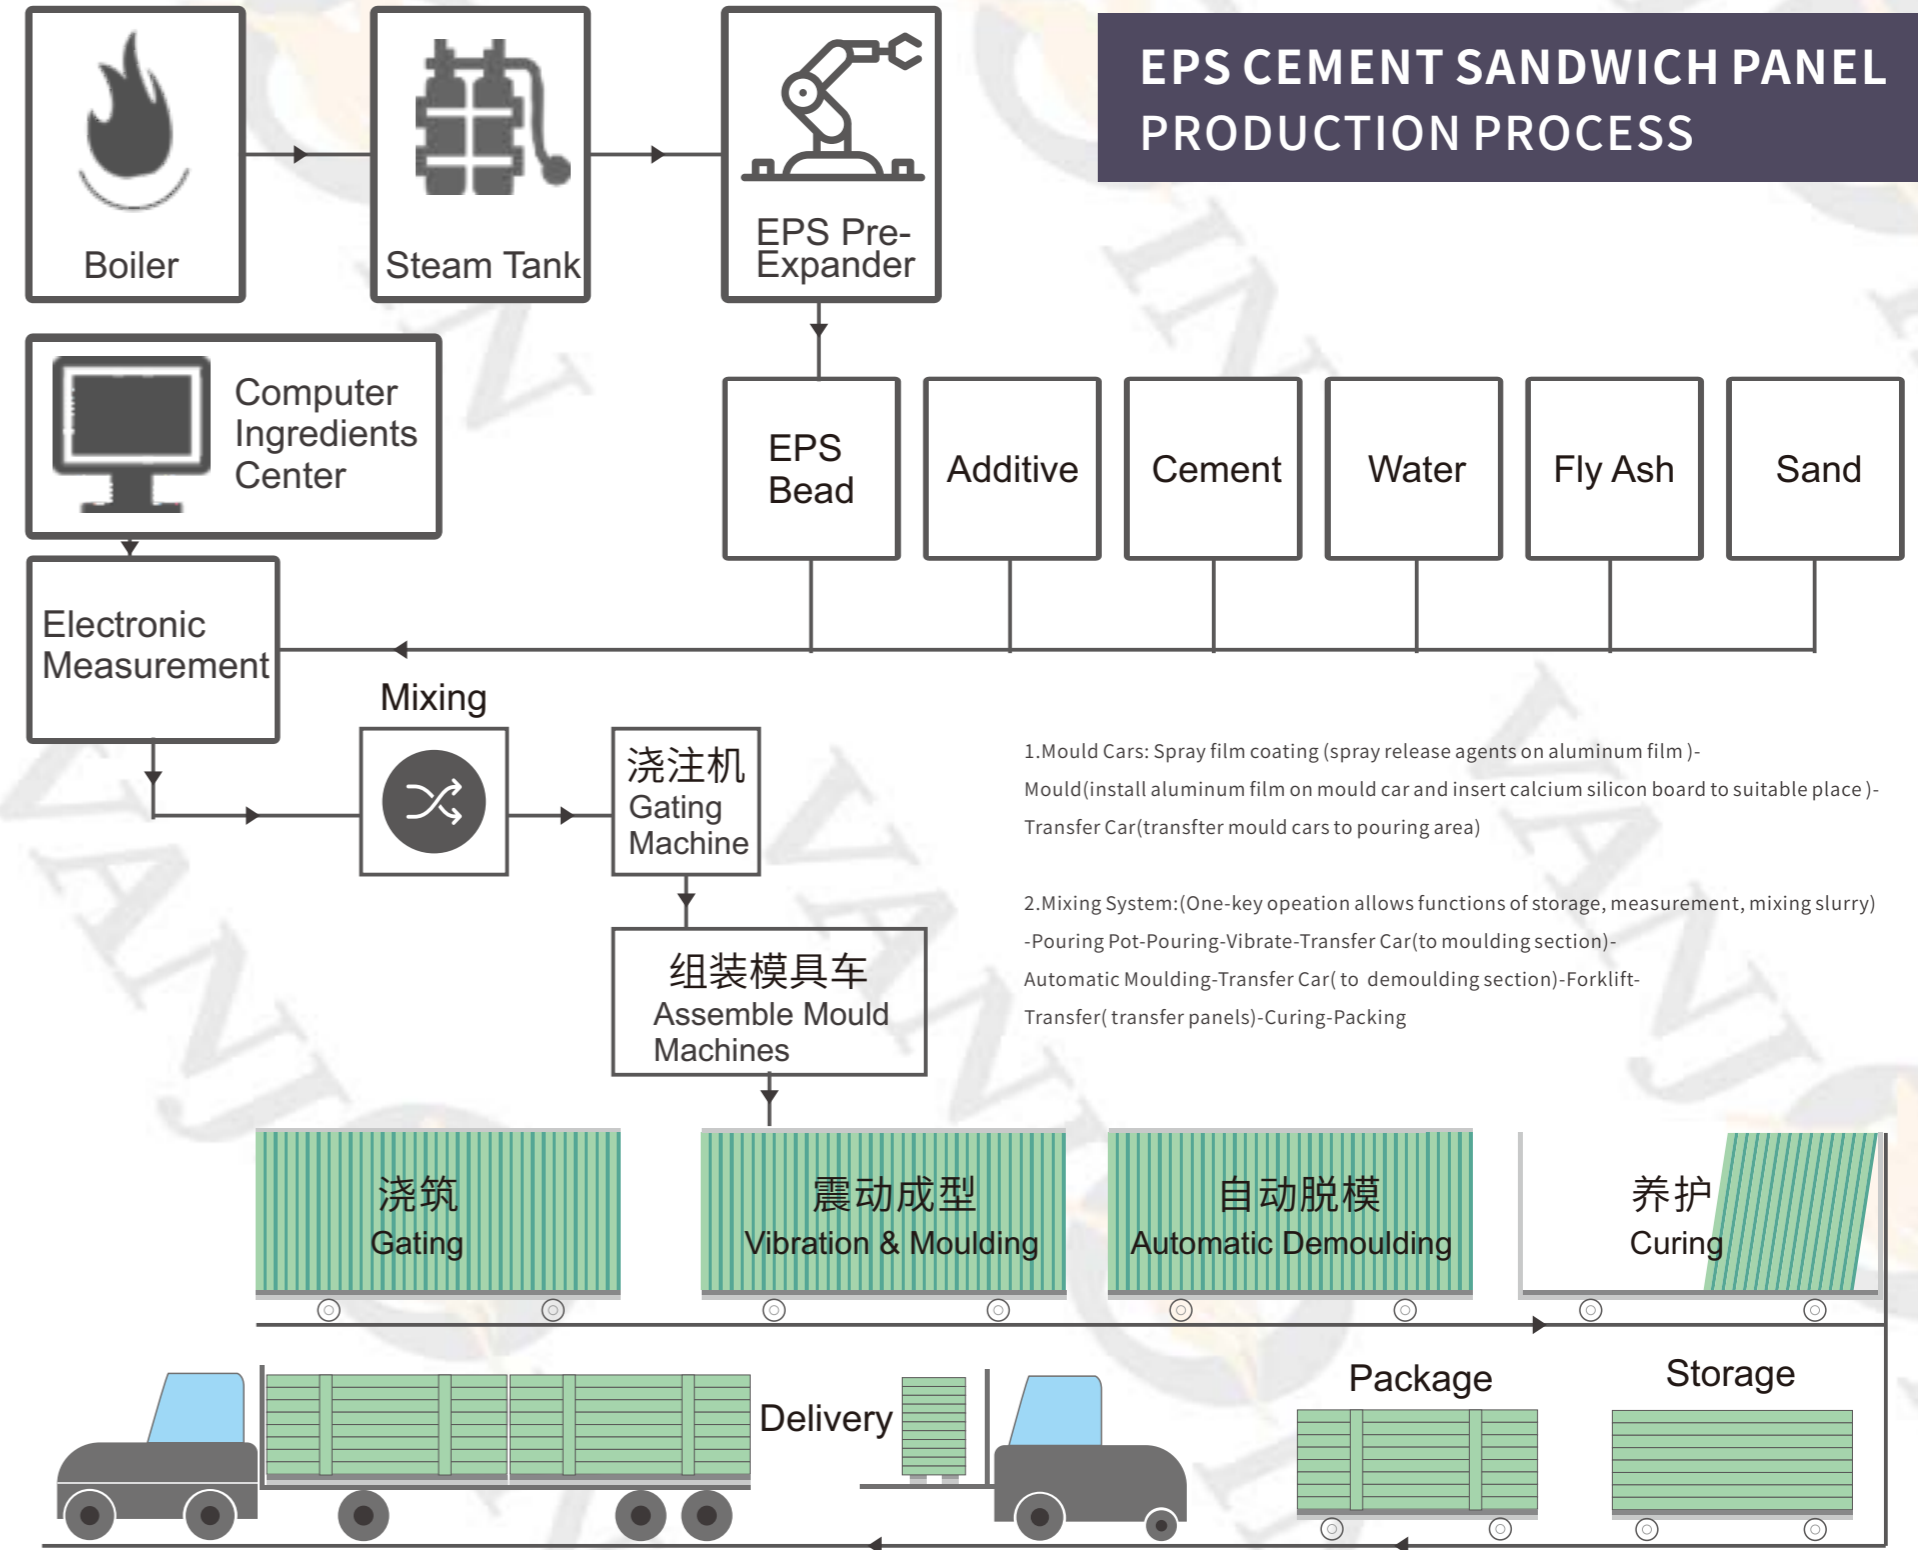 EPS CEMENT SANDWICH PANEL
PRODUCTION PROCESS
Boiler
Steam Tank
EPS Pre-
Expander
Computer
Ingredients
Center
EPS
Bead
Additive
Cement
Water
Fly Ash
Sand
Electronic
Measurement
Mixing
浇注机
Gating
Machine
组装模具车
Assemble Mould
Machines
1.Mould Cars: Spray film coating (spray release agents on aluminum film )-
Mould(install aluminum film on mould car and insert calcium silicon board to suitable place )-
Transfer Car(transfter mould cars to pouring area)
2.Mixing System:(One-key opeation allows functions of storage, measurement, mixing slurry)
-Pouring Pot-Pouring-Vibrate-Transfer Car(to moulding section)-
Automatic Moulding-Transfer Car( to demoulding section)-Forklift-
Transfer( transfer panels)-Curing-Packing
浇筑
Gating
震动成型
Vibration & Moulding
自动脱模
Automatic Demoulding
养护
Curing
Delivery
Package
Storage